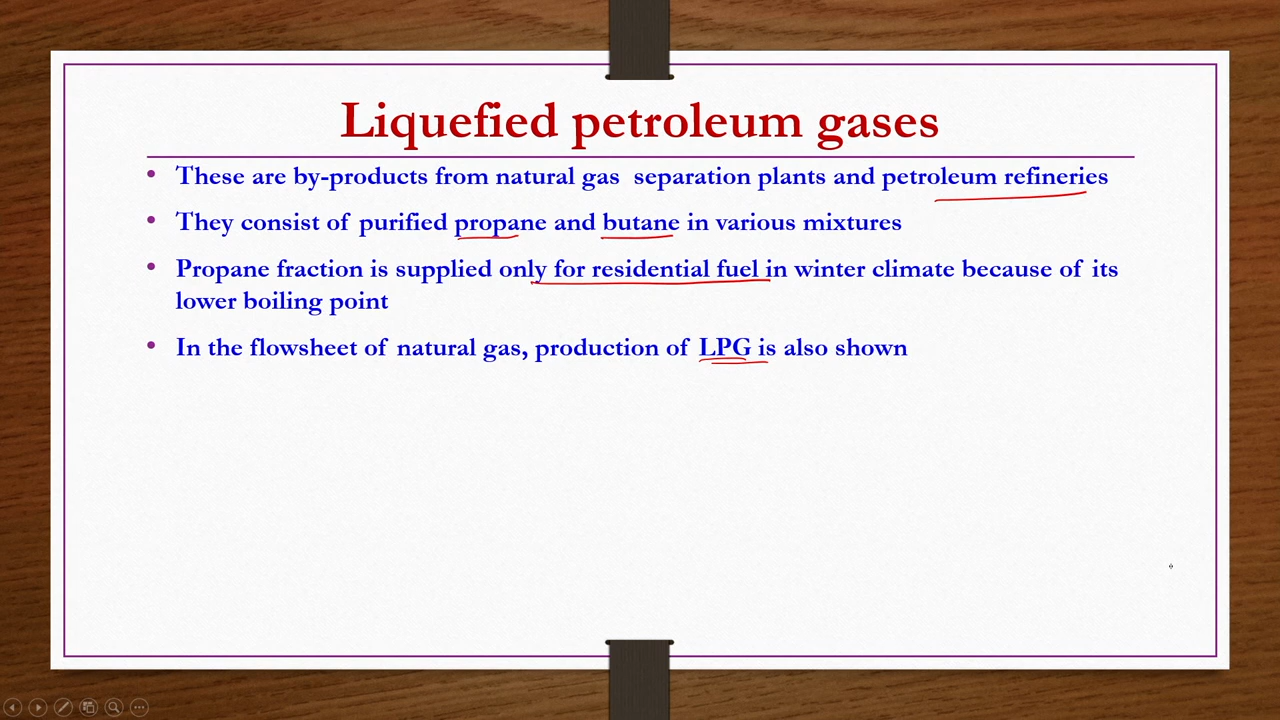 Liquefied petroleum gases
• These are by-products from natural gas separation plants and petroleum refineries
• They consist of purified propane and butane in various mixtures
• Propane fraction is supplied only for residential fuel in winter climate because of its
lower boiling point
• In the flowsheet of natural gas, production of LPG is also shown